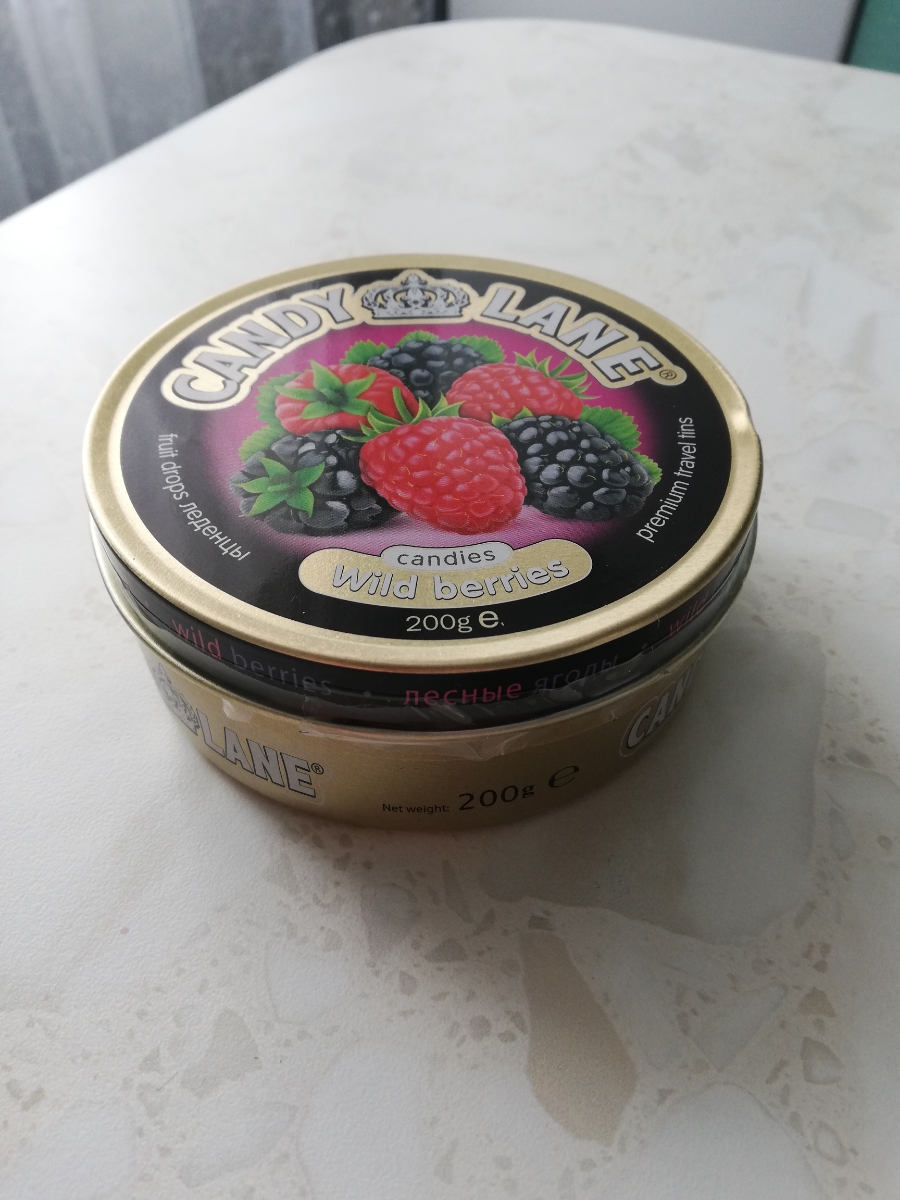 CANDY LANE®
fruit drops леденцы
premium travel tins
candies
Wild berries
200g e
wild berries • лесные ягоды • wild
LANE®
Net weight: 200g e
CAN